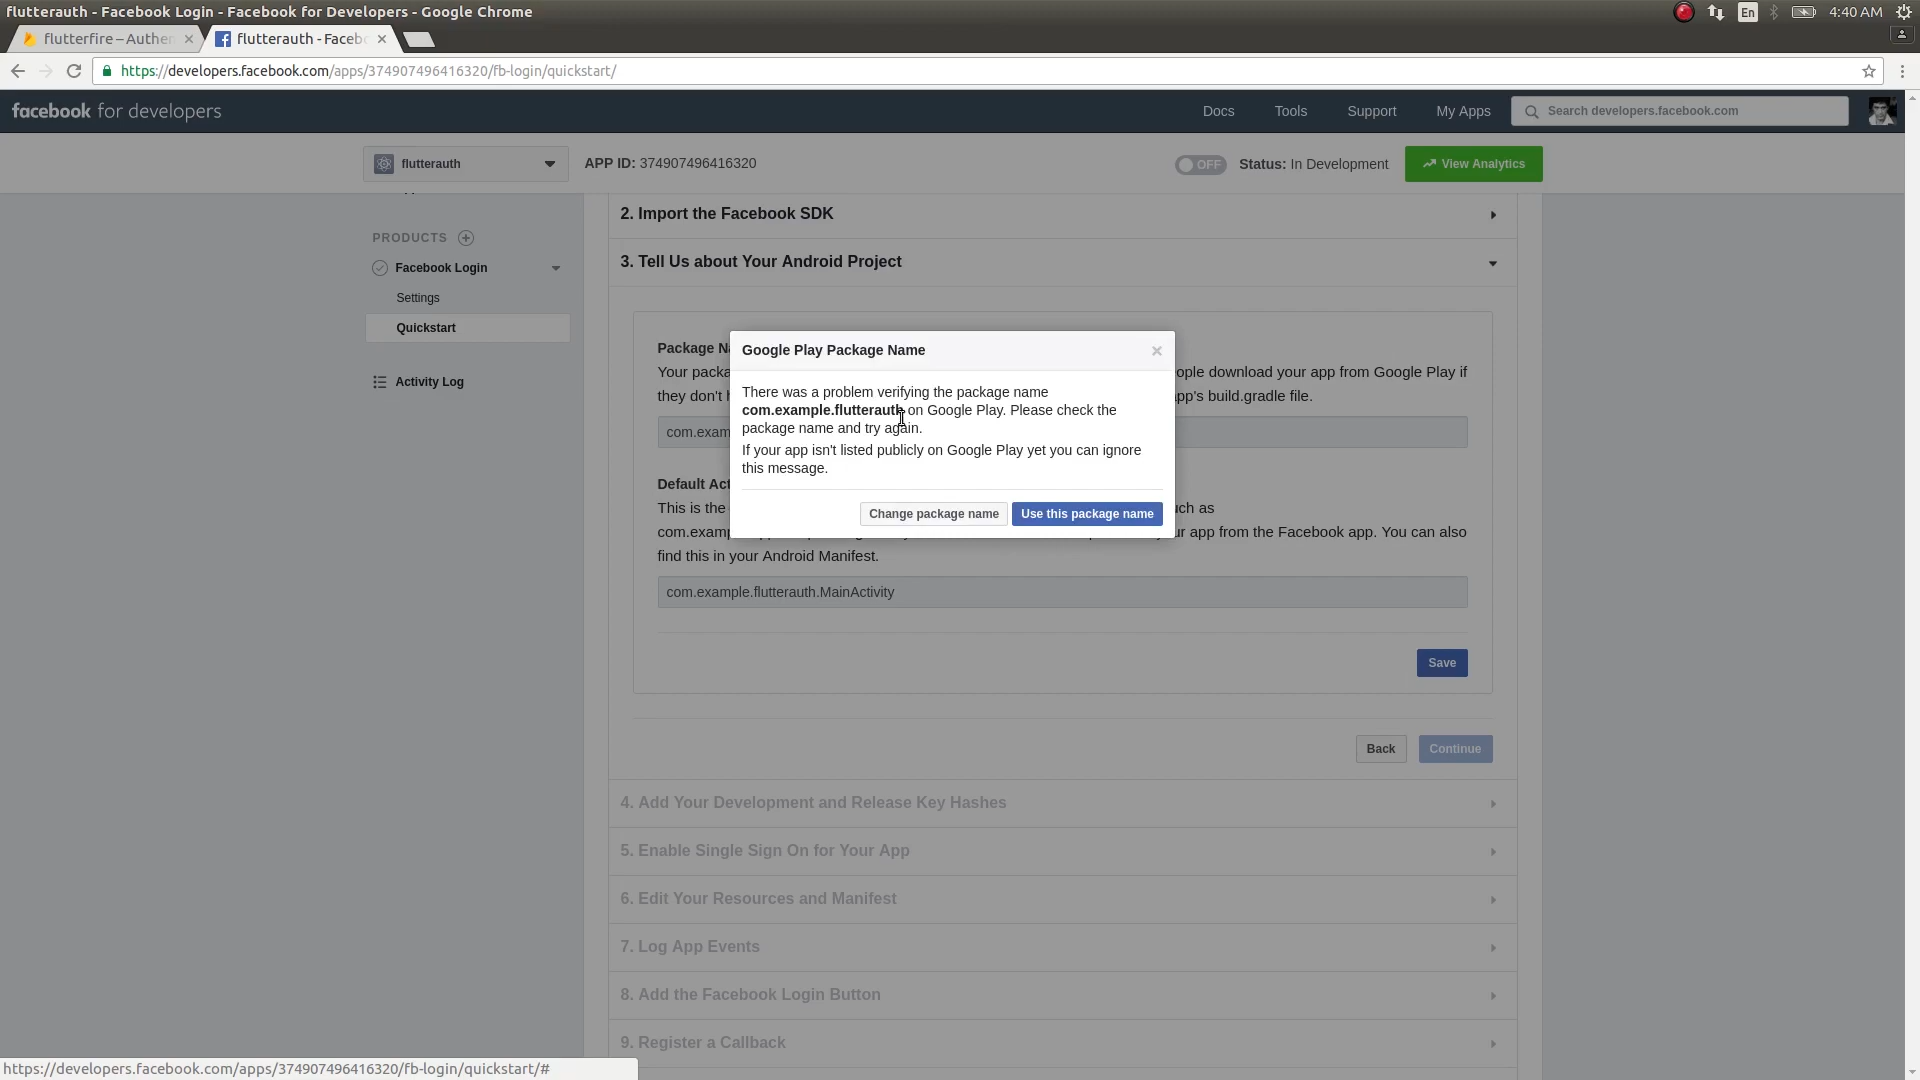 flutterauth - Facebook Login - Facebook for Developers - Google Chrome
En
4:40 AM
flutterfire – Authen
flutterauth - Faceb
https://developers.facebook.com/apps/374907496416320/fb-login/quickstart/
facebook for developers
Docs
Tools
Support
My Apps
Search developers.facebook.com
flutterauth
APP ID: 374907496416320
OFF
Status: In Development
View Analytics
PRODUCTS
Facebook Login
Settings
Quickstart
Activity Log
2. Import the Facebook SDK
3. Tell Us about Your Android Project
Package N
Your packa
ople download your app from Google Play if
they don't h
app's build.gradle file.
com.exam
Google Play Package Name
There was a problem verifying the package name
com.example.flutterauth on Google Play. Please check the
package name and try again.
If your app isn't listed publicly on Google Play yet you can ignore
this message.
Change package name
Use this package name
Default Act
This is the
uch as
com.examp
ur app from the Facebook app. You can also
find this in your Android Manifest.
com.example.flutterauth.MainActivity
Save
Back
Continue
4. Add Your Development and Release Key Hashes
5. Enable Single Sign On for Your App
6. Edit Your Resources and Manifest
7. Log App Events
8. Add the Facebook Login Button
9. Register a Callback
https://developers.facebook.com/apps/374907496416320/fb-login/quickstart/#